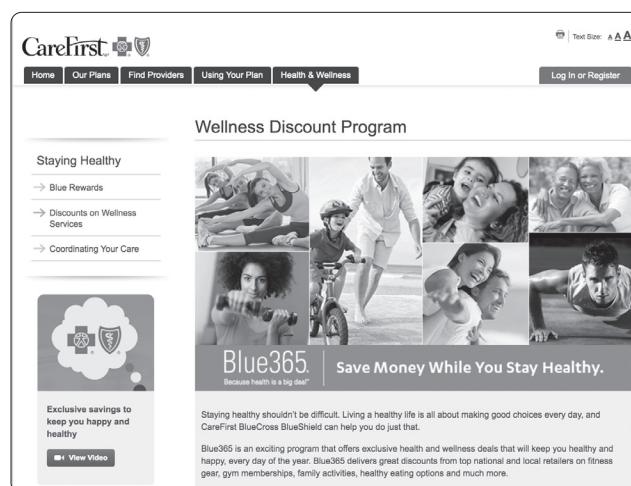 CareFirst
Text Size: A A A
Home Our Plans Find Providers Using Your Plan Health & Wellness Log In or Register
Wellness Discount Program
Staying Healthy
Blue Rewards
Discounts on Wellness
Services
Coordinating Your Care
Exclusive savings to
keep you happy and
healthy
View Video
Blue365®
Because health is a big deal℠
Save Money While You Stay Healthy.
Staying healthy shouldn't be difficult. Living a healthy life is all about making good choices every day, and
CareFirst BlueCross BlueShield can help you do just that.
Blue365 is an exciting program that offers exclusive health and wellness deals that will keep you healthy and
happy, every day of the year. Blue365 delivers great discounts from top national and local retailers on fitness
gear, gym memberships, family activities, healthy eating options and much more.